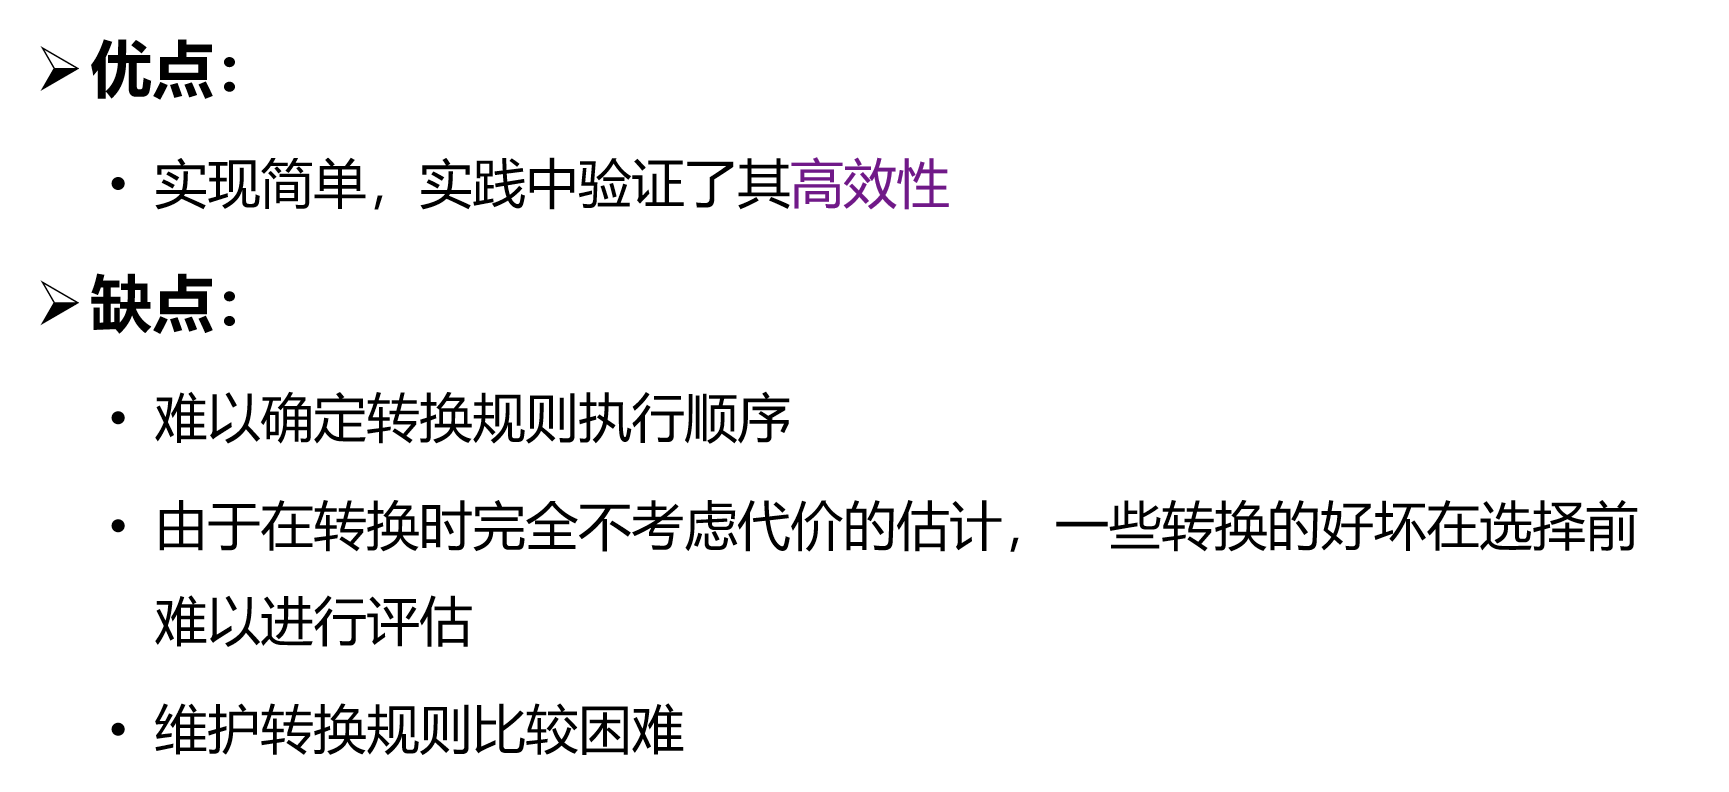 优点：
实现简单，实践中验证了其高效性
缺点：
难以确定转换规则执行顺序
由于在转换时完全不考虑代价的估计，一些转换的好坏在选择前
难以进行评估
维护转换规则比较困难